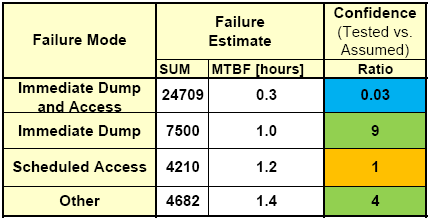 Failure Mode
Failure
Estimate
Confidence
(Tested vs.
Assumed)
SUM MTBF [hours] Ratio
Immediate Dump
and Access 24709 0.3 0.03
Immediate Dump 7500 1.0 9
Scheduled Access 4210 1.2 1
Other 4682 1.4 4